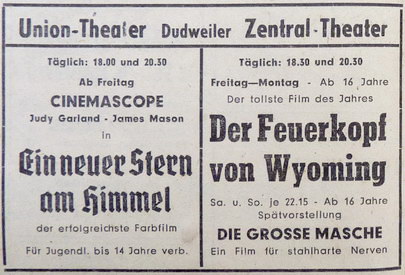 Union-Theater Dudweiler Zentral-Theater
Täglich: 18.00 und 20.30
Ab Freitag
CINEMASCOPE
Judy Garland - James Mason
in
Ein neuer Stern
am Himmel
der erfolgreichste Farbfilm
Für Jugendl. bis 14 Jahre verb.
Täglich: 18.30 und 20.30
Freitag—Montag - Ab 16 Jahre
Der tollste Film des Jahres
Der Feuerkopf
von Wyoming
Sa. u. So. je 22.15 - Ab 16 Jahre
Spätvorstellung
DIE GROSSE MASCHE
Ein Film für stahlharte Nerven